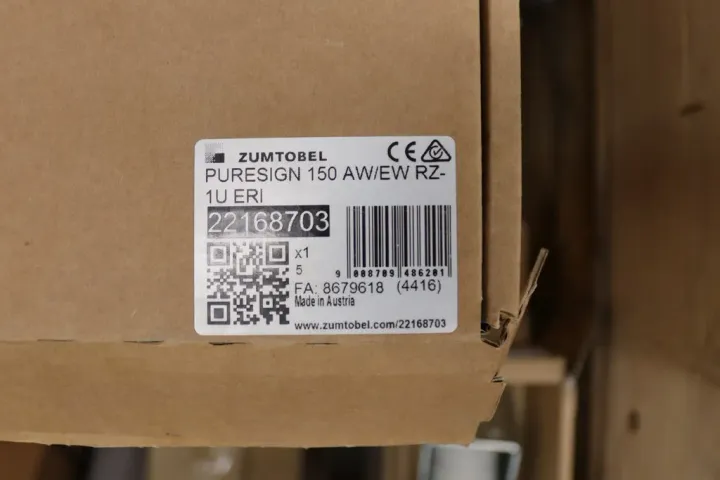 ZUMTOBEL
CE
PURESIGN 150 AW/EW RZ-
1U ERI
22168703
x1
5
9 008709 486201
FA: 8679618 (4416)
Made in Austria
www.zumtobel.com/22168703